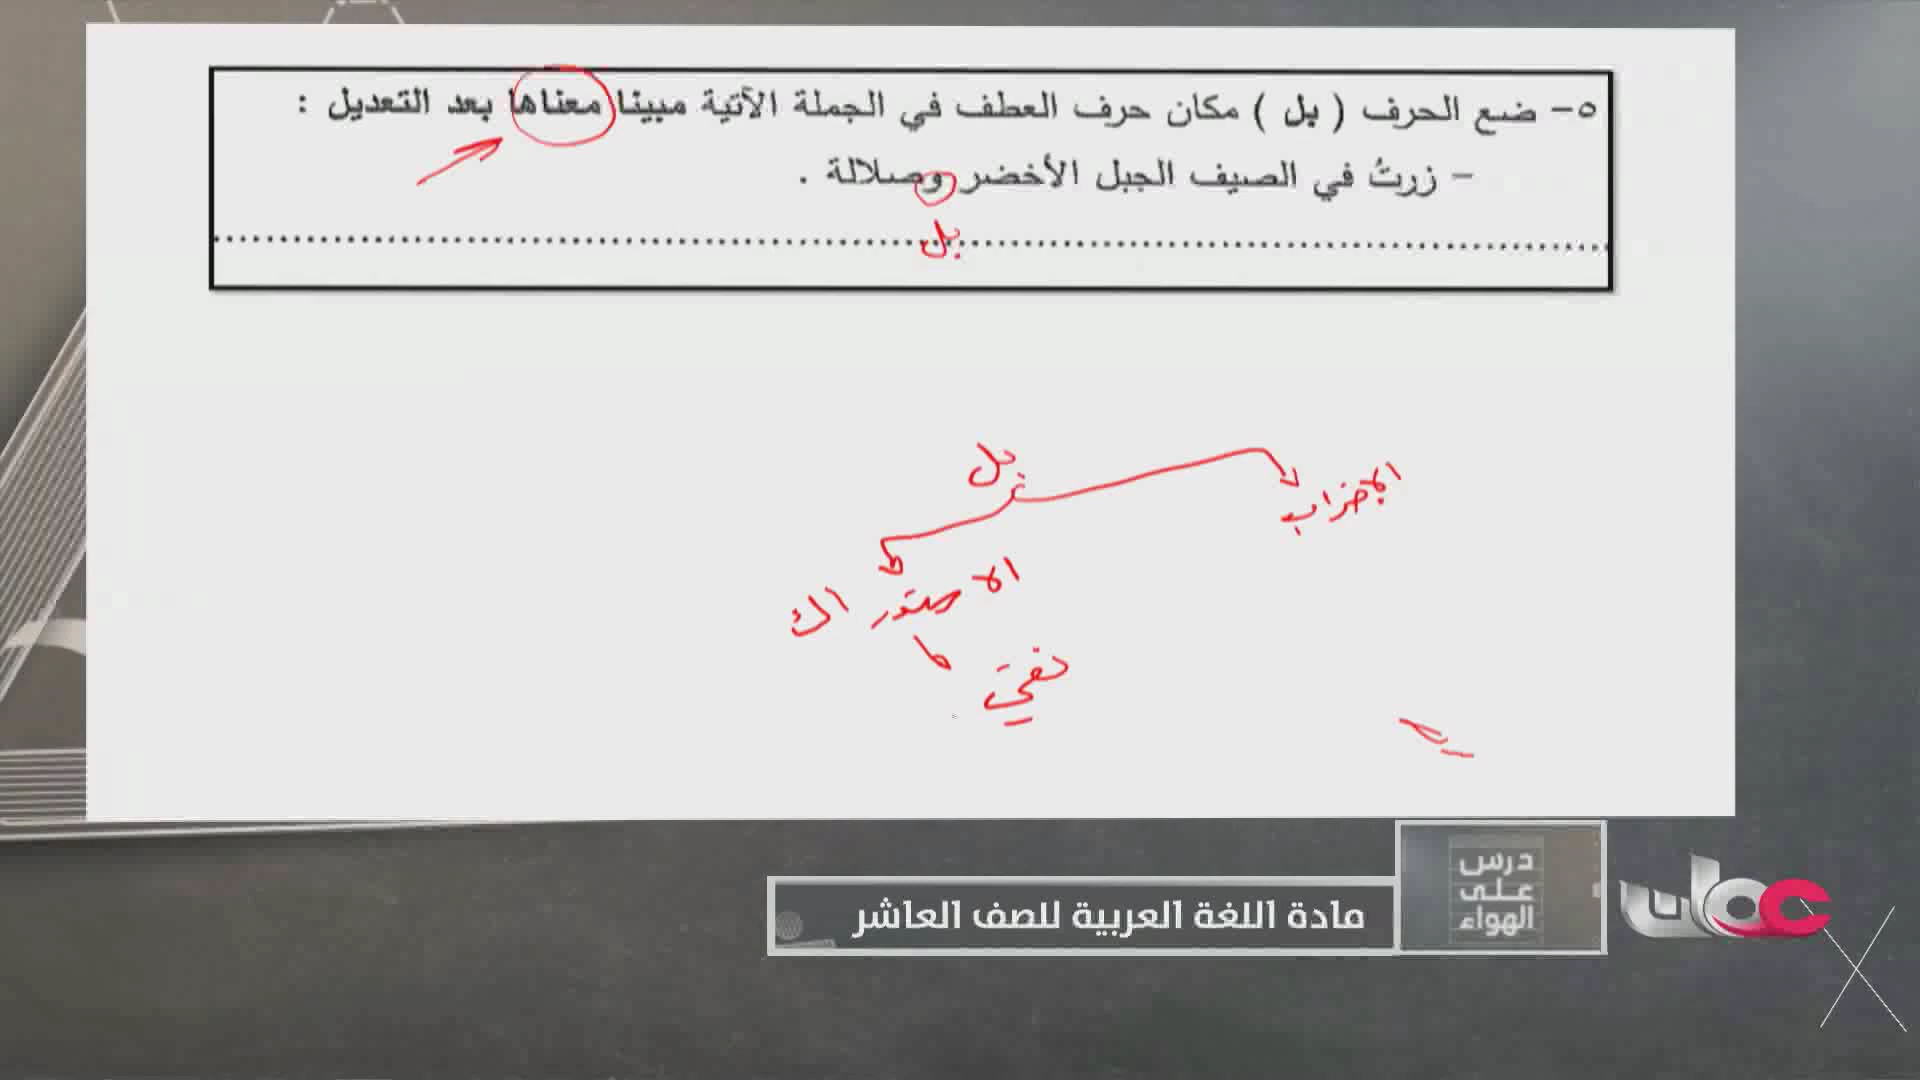 ٥- ضع الحرف ( بل ) مكان حرف العطف في الجملة الآتية مبينا معناها بعد التعديل :
- زرتُ في الصيف الجبل الأخضر وصلالة .
بل
بل
الإضراب
الاستدراك
نفي
درس
على
الهواء
مادة اللغة العربية للصف العاشر